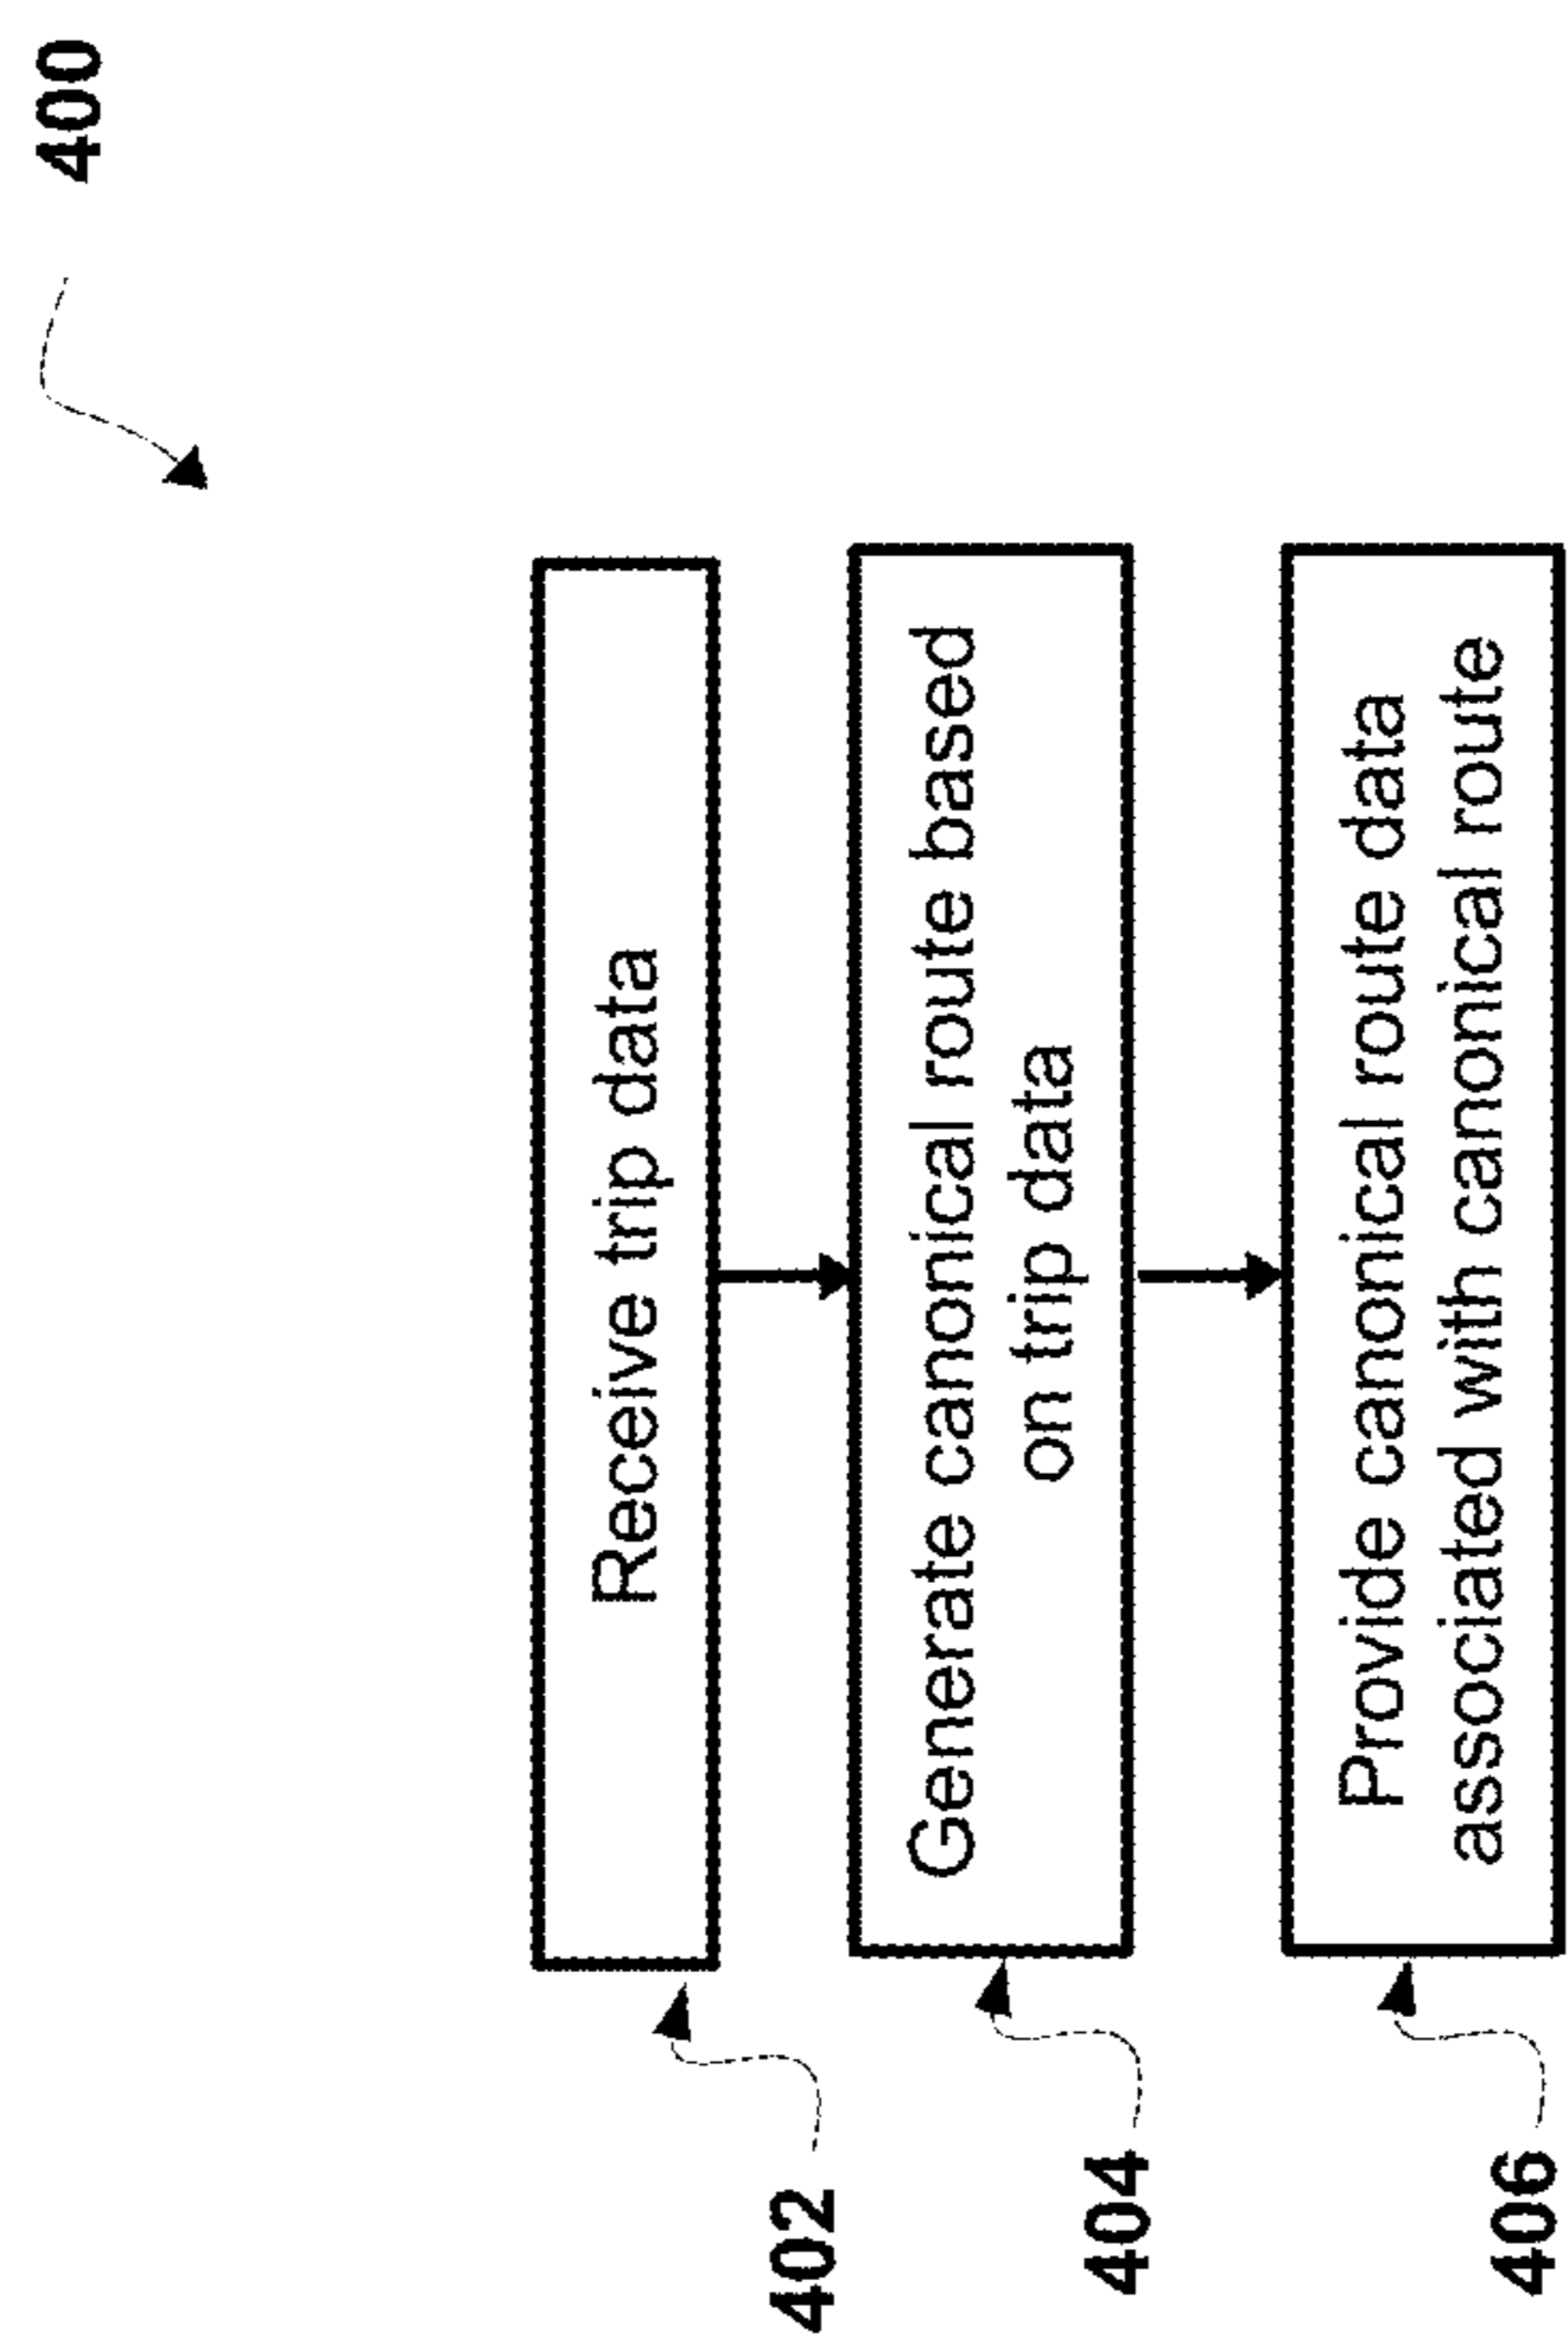 400
402
Receive trip data
404
Generate canonical route based
on trip data
406
Provide canonical route data
associated with canonical route